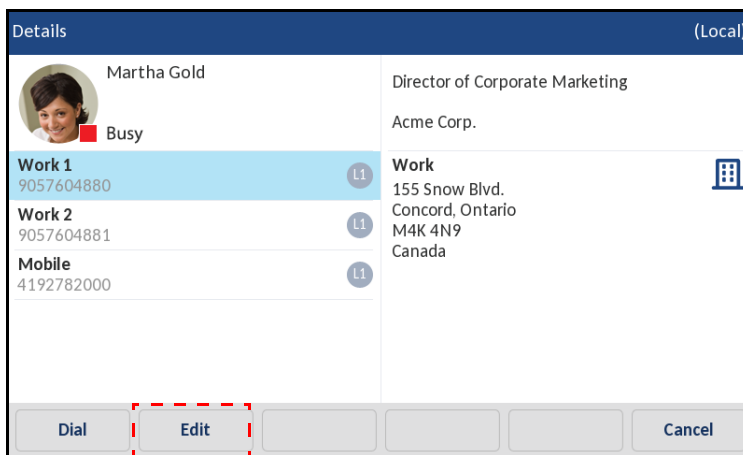 Details
(Local)
Martha Gold
Busy
Work 1
9057604880
L1
Work 2
9057604881
L1
Mobile
4192782000
L1
Director of Corporate Marketing
Acme Corp.
Work
155 Snow Blvd.
Concord, Ontario
M4K 4N9
Canada
Dial
Edit
Cancel